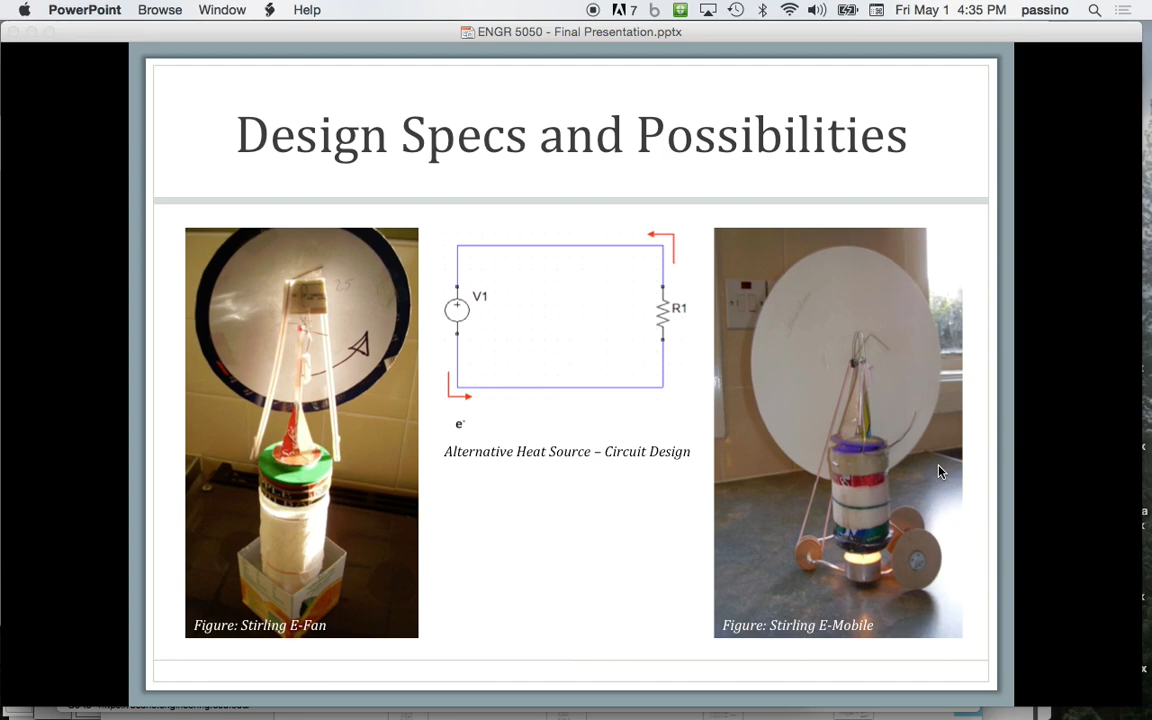 PowerPoint Browse Window Help 7 Fri May 1 4:35 PM passino
ENGR 5050 - Final Presentation.pptx
Design Specs and Possibilities
V1
R1
e-
Alternative Heat Source – Circuit Design
25
Figure: Stirling E-Fan
Figure: Stirling E-Mobile